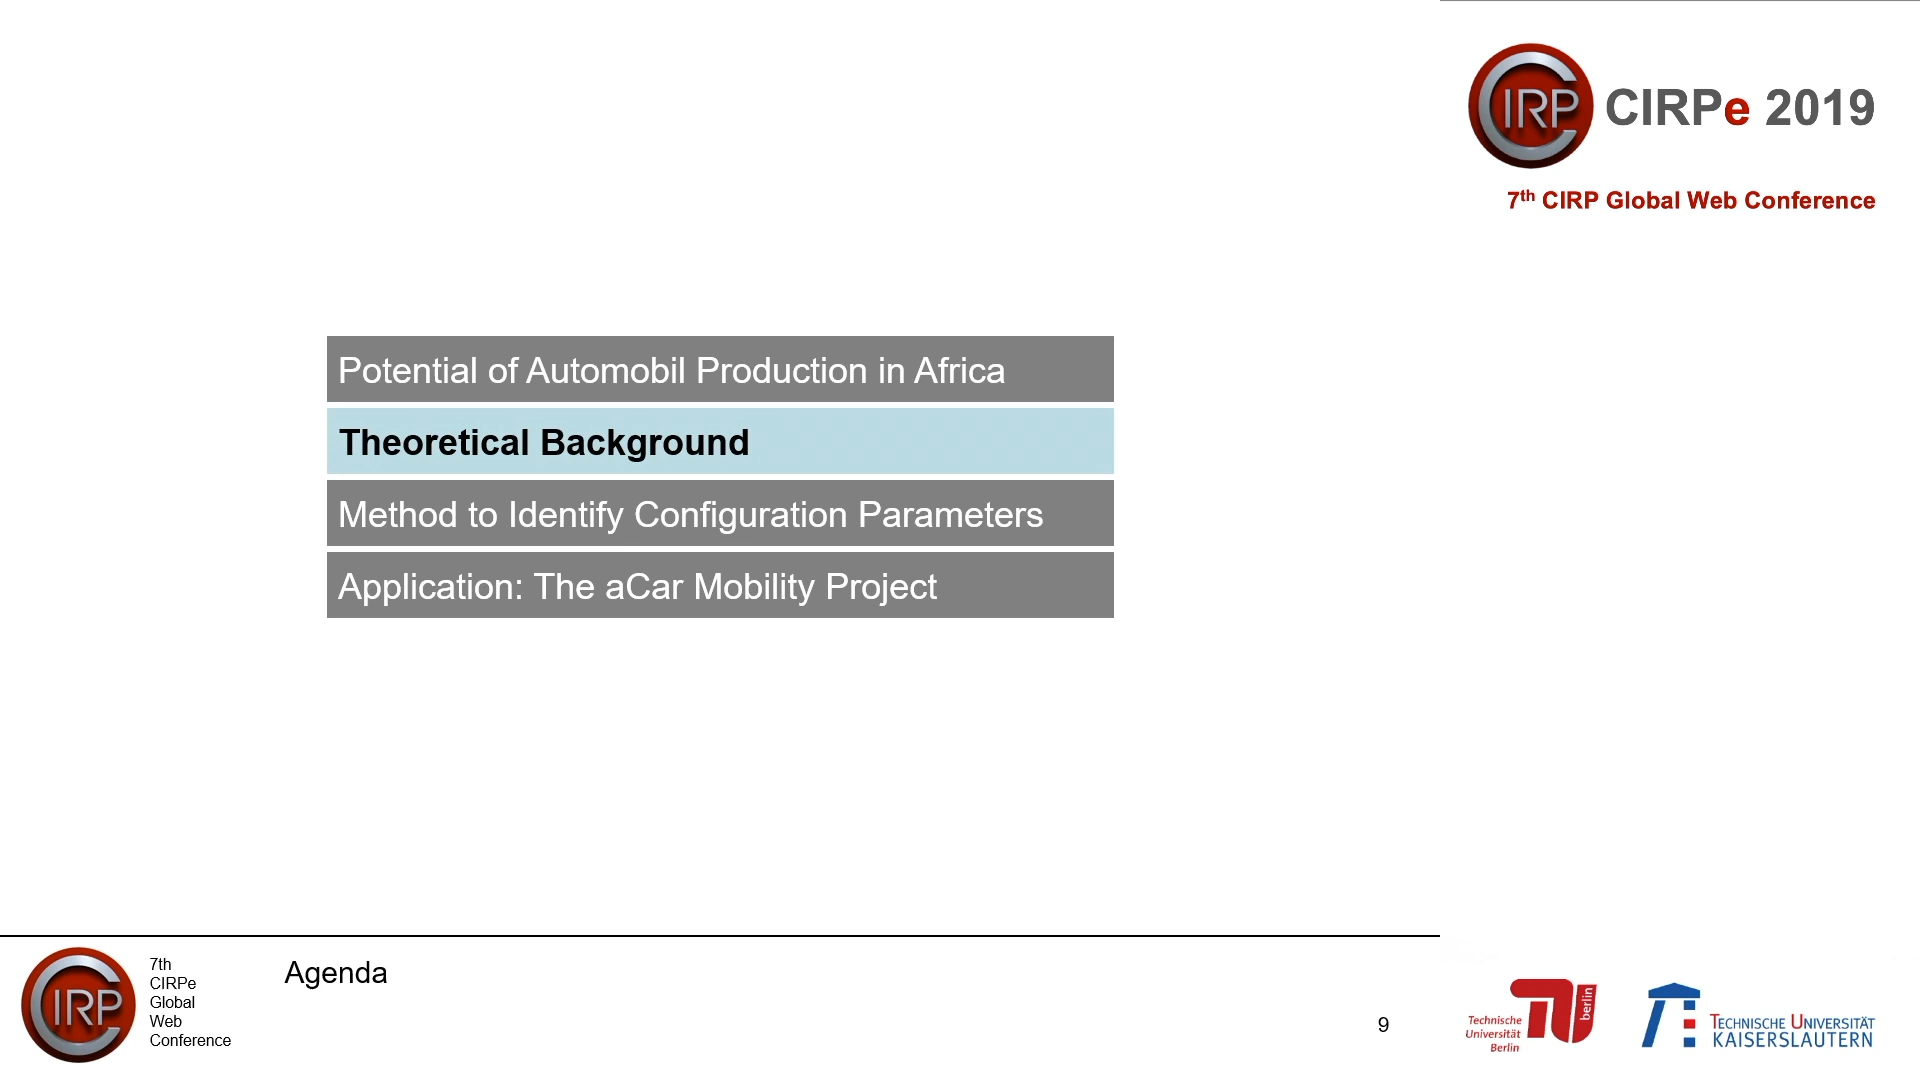 CIRP
CIRPe 2019
7th CIRP Global Web Conference
Potential of Automobil Production in Africa
Theoretical Background
Method to Identify Configuration Parameters
Application: The aCar Mobility Project
CIRP
7th
CIRPe
Global
Web
Conference
Agenda
9
Technische
Universität
Berlin
berlin
TECHNISCHE UNIVERSITÄT
KAISERSLAUTERN